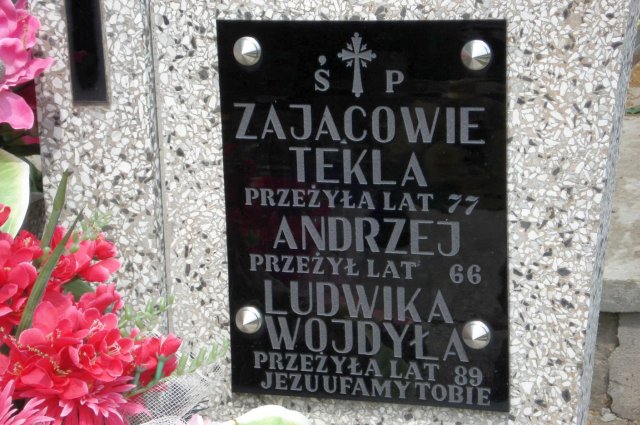 Ś P
ZAJĄCOWIE
TEKLA
PRZEŻYŁA LAT 77
ANDRZEJ
PRZEŻYŁ LAT 66
LUDWIKA
WOJDYŁA
PRZEŻYŁA LAT 89
JEZU UFAMY TOBIE